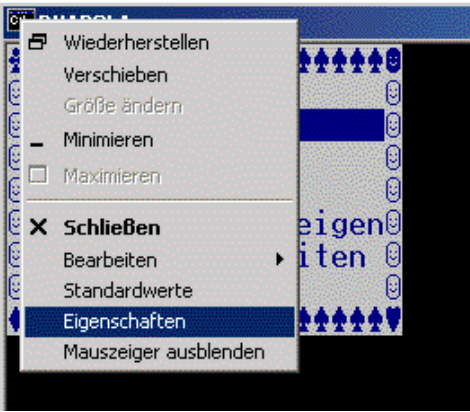 Wiederherstellen
Verschieben
Größe ändern
Minimieren
Maximieren
Schließen
Bearbeiten
Standardwerte
Eigenschaften
Mauszeiger ausblenden
eigen
iten